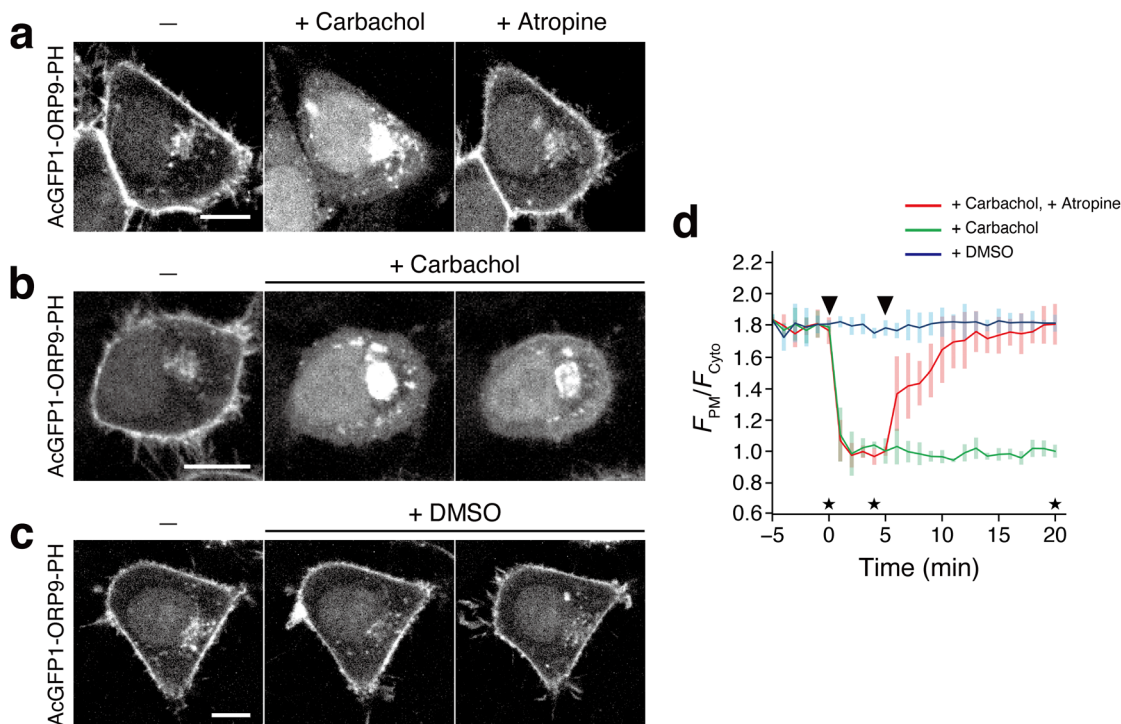 a
—
+ Carbachol
+ Atropine
AcGFP1-ORP9-PH
b
—
+ Carbachol
AcGFP1-ORP9-PH
c
—
+ DMSO
AcGFP1-ORP9-PH
d
+ Carbachol, + Atropine
+ Carbachol
+ DMSO
2.2
2.0
1.8
1.6
1.4
1.2
1.0
0.8
0.6
FPM/FCyto
−5
0
5
10
15
20
Time (min)